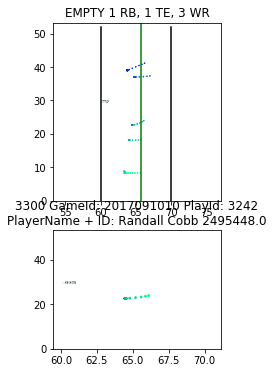 EMPTY 1 RB, 1 TE, 3 WR
50
40
30
20
10
0
55 60 65 70 75
3300 GameId: 2017091010 PlayId: 3242
PlayerName + ID: Randall Cobb 2495448.0
40
20
0
60.0 62.5 65.0 67.5 70.0